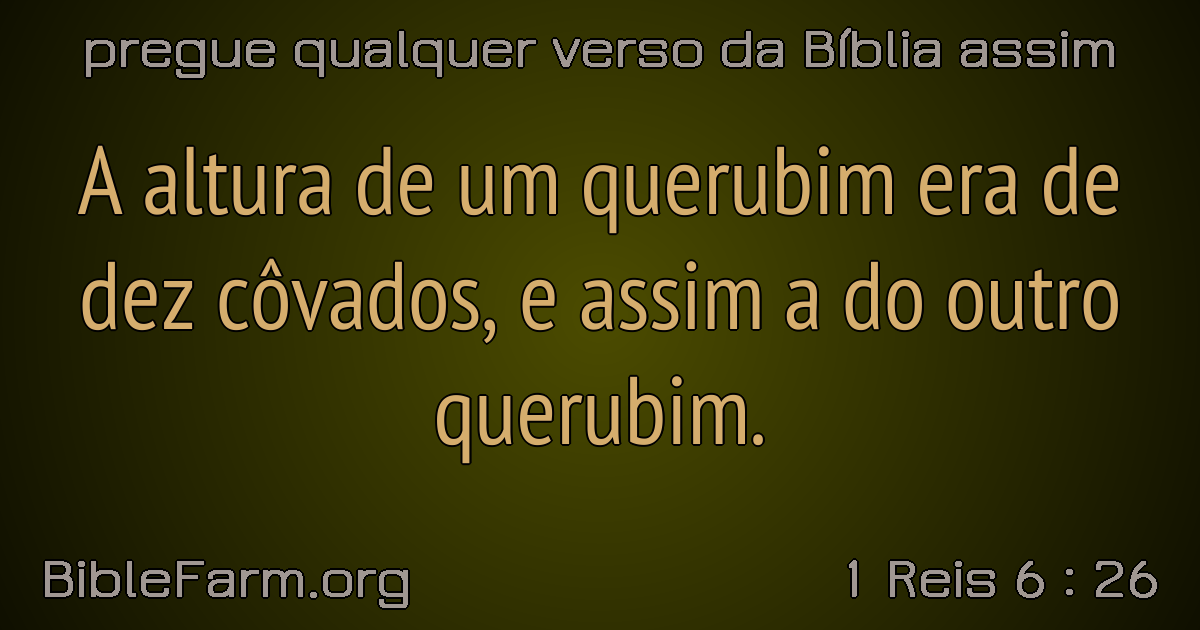 pregue qualquer verso da Bíblia assim
A altura de um querubim era de
dez côvados, e assim a do outro
querubim.
BibleFarm.org
1 Reis 6 : 26